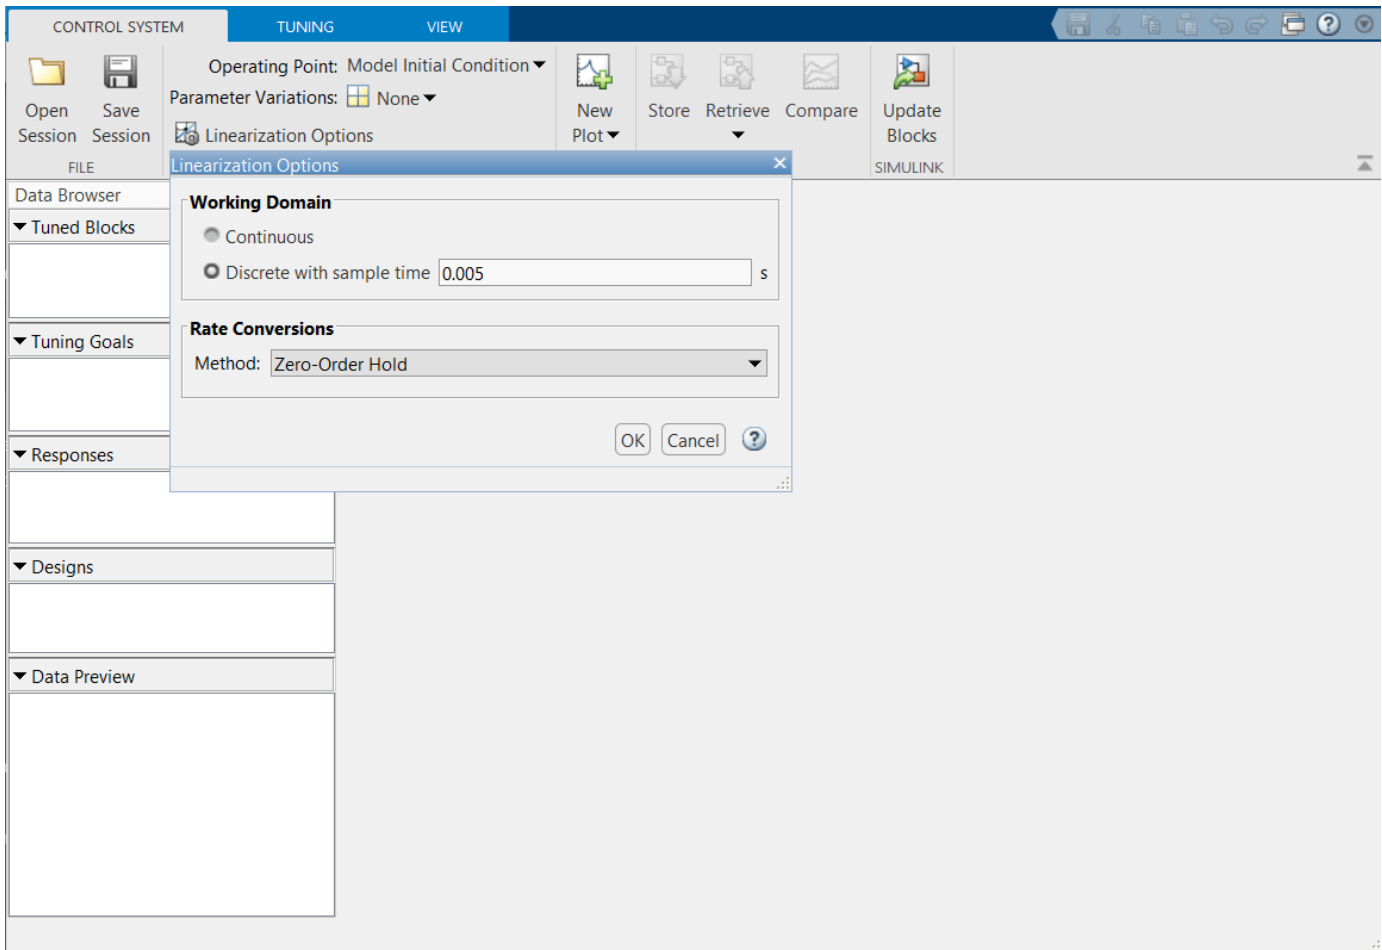 CONTROL SYSTEM
TUNING
VIEW
Open
Session
Save
Session
FILE
Operating Point: Model Initial Condition
Parameter Variations: None
Linearization Options
New
Plot
Store
Retrieve
Compare
Update
Blocks
SIMULINK
Linearization Options
Working Domain
Continuous
Discrete with sample time 0.005 s
Rate Conversions
Method: Zero-Order Hold
OK
Cancel
Data Browser
Tuned Blocks
Tuning Goals
Responses
Designs
Data Preview